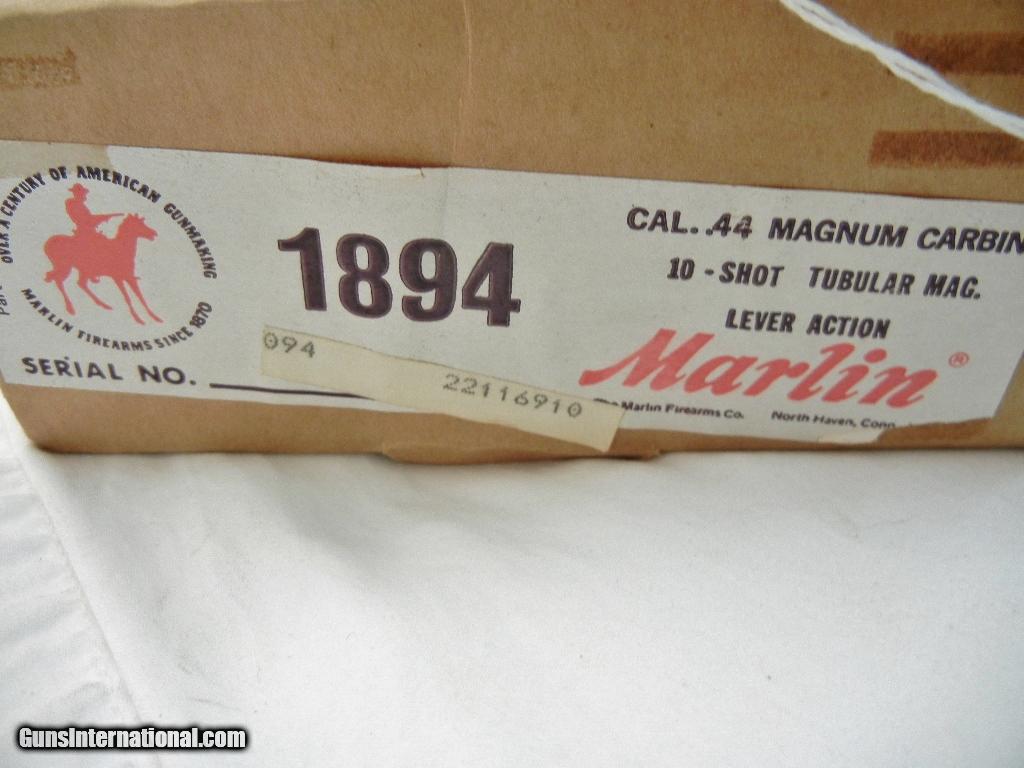 OVER A CENTURY OF AMERICAN GUNMAKING
MARLIN FIREARMS SINCE 1870
1894
CAL. .44 MAGNUM CARBIN
10-SHOT TUBULAR MAG.
LEVER ACTION
Marlin®
SERIAL NO.
094
22116910
The Marlin Firearms Co. North Haven, Conn.
GunsInternational.com